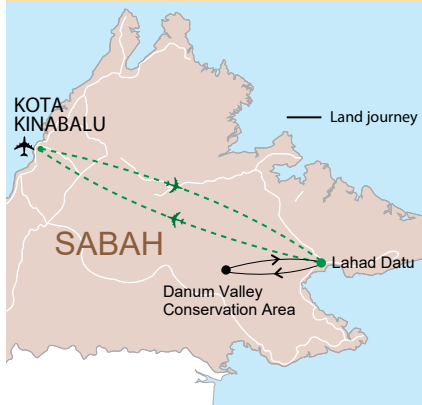 KOTA
KINABALU
Land journey
SABAH
Lahad Datu
Danum Valley
Conservation Area